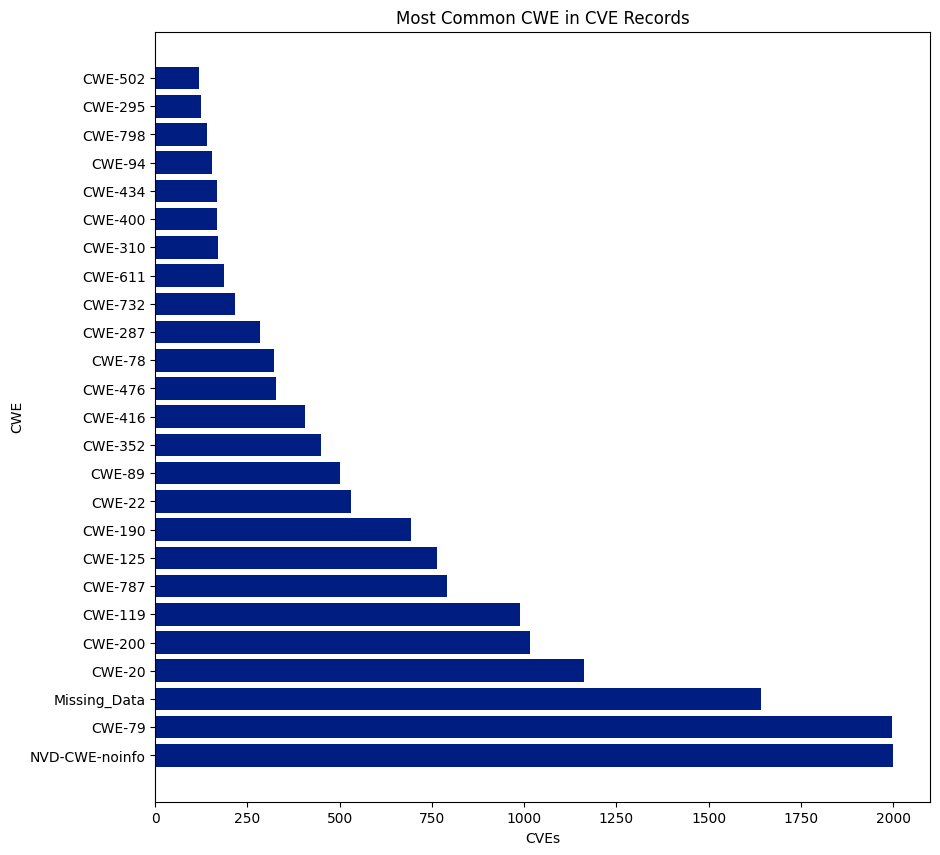 Most Common CWE in CVE Records
CWE-502
CWE-295
CWE-798
CWE-94
CWE-434
CWE-400
CWE-310
CWE-611
CWE-732
CWE-287
CWE-78
CWE-476
CWE-416
CWE-352
CWE-89
CWE-22
CWE-190
CWE-125
CWE-787
CWE-119
CWE-200
CWE-20
Missing_Data
CWE-79
NVD-CWE-noinfo
CWE
0 250 500 750 1000 1250 1500 1750 2000
CVEs